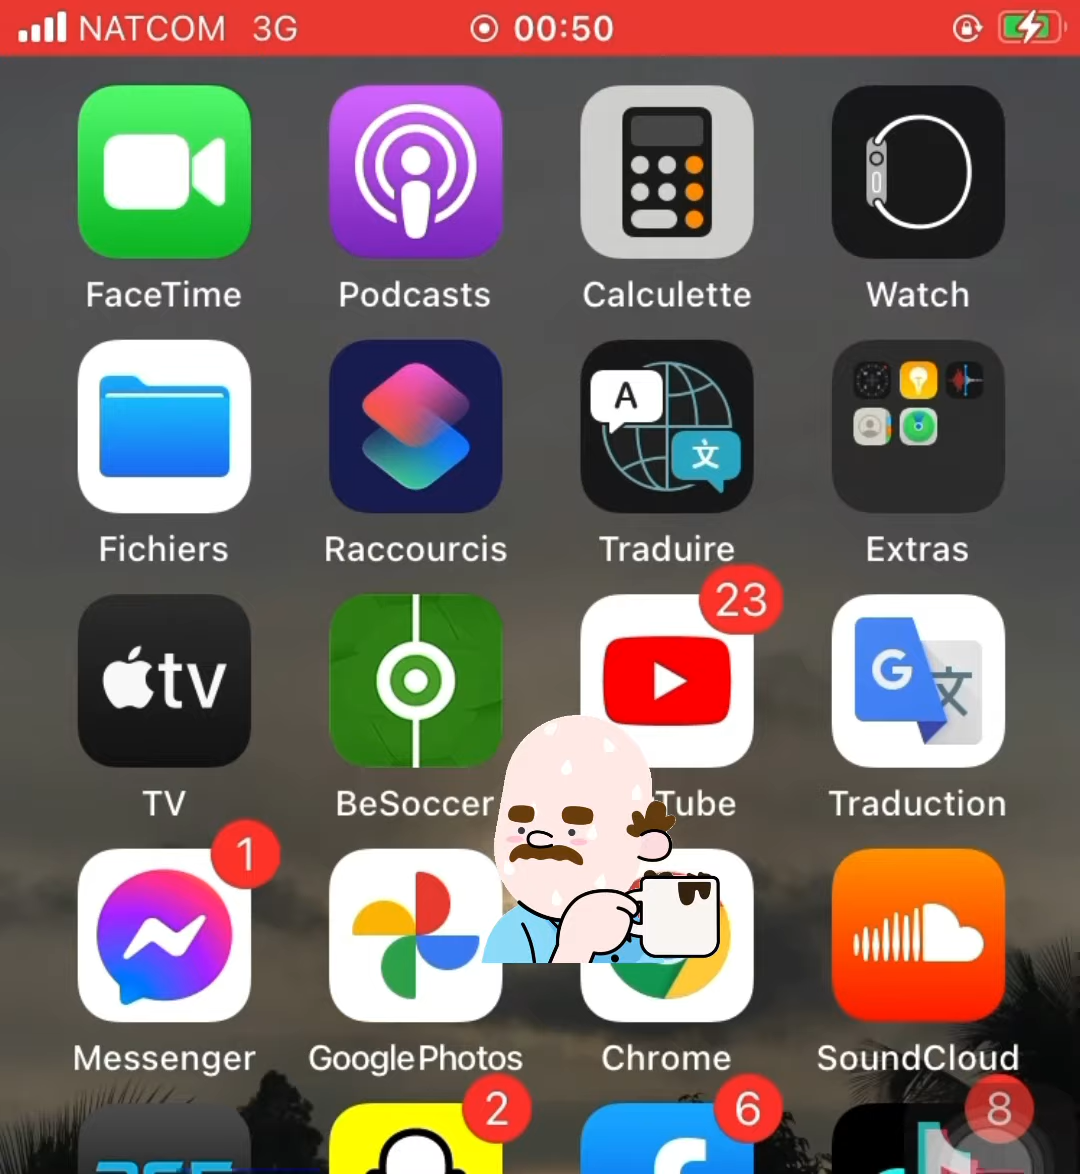 NATCOM 3G 00:50
FaceTime Podcasts Calculette Watch
A 文
Fichiers Raccourcis Traduire Extras
23
tv G 文
TV BeSoccer Tube Traduction
1
Messenger Google Photos Chrome SoundCloud
2 6 8